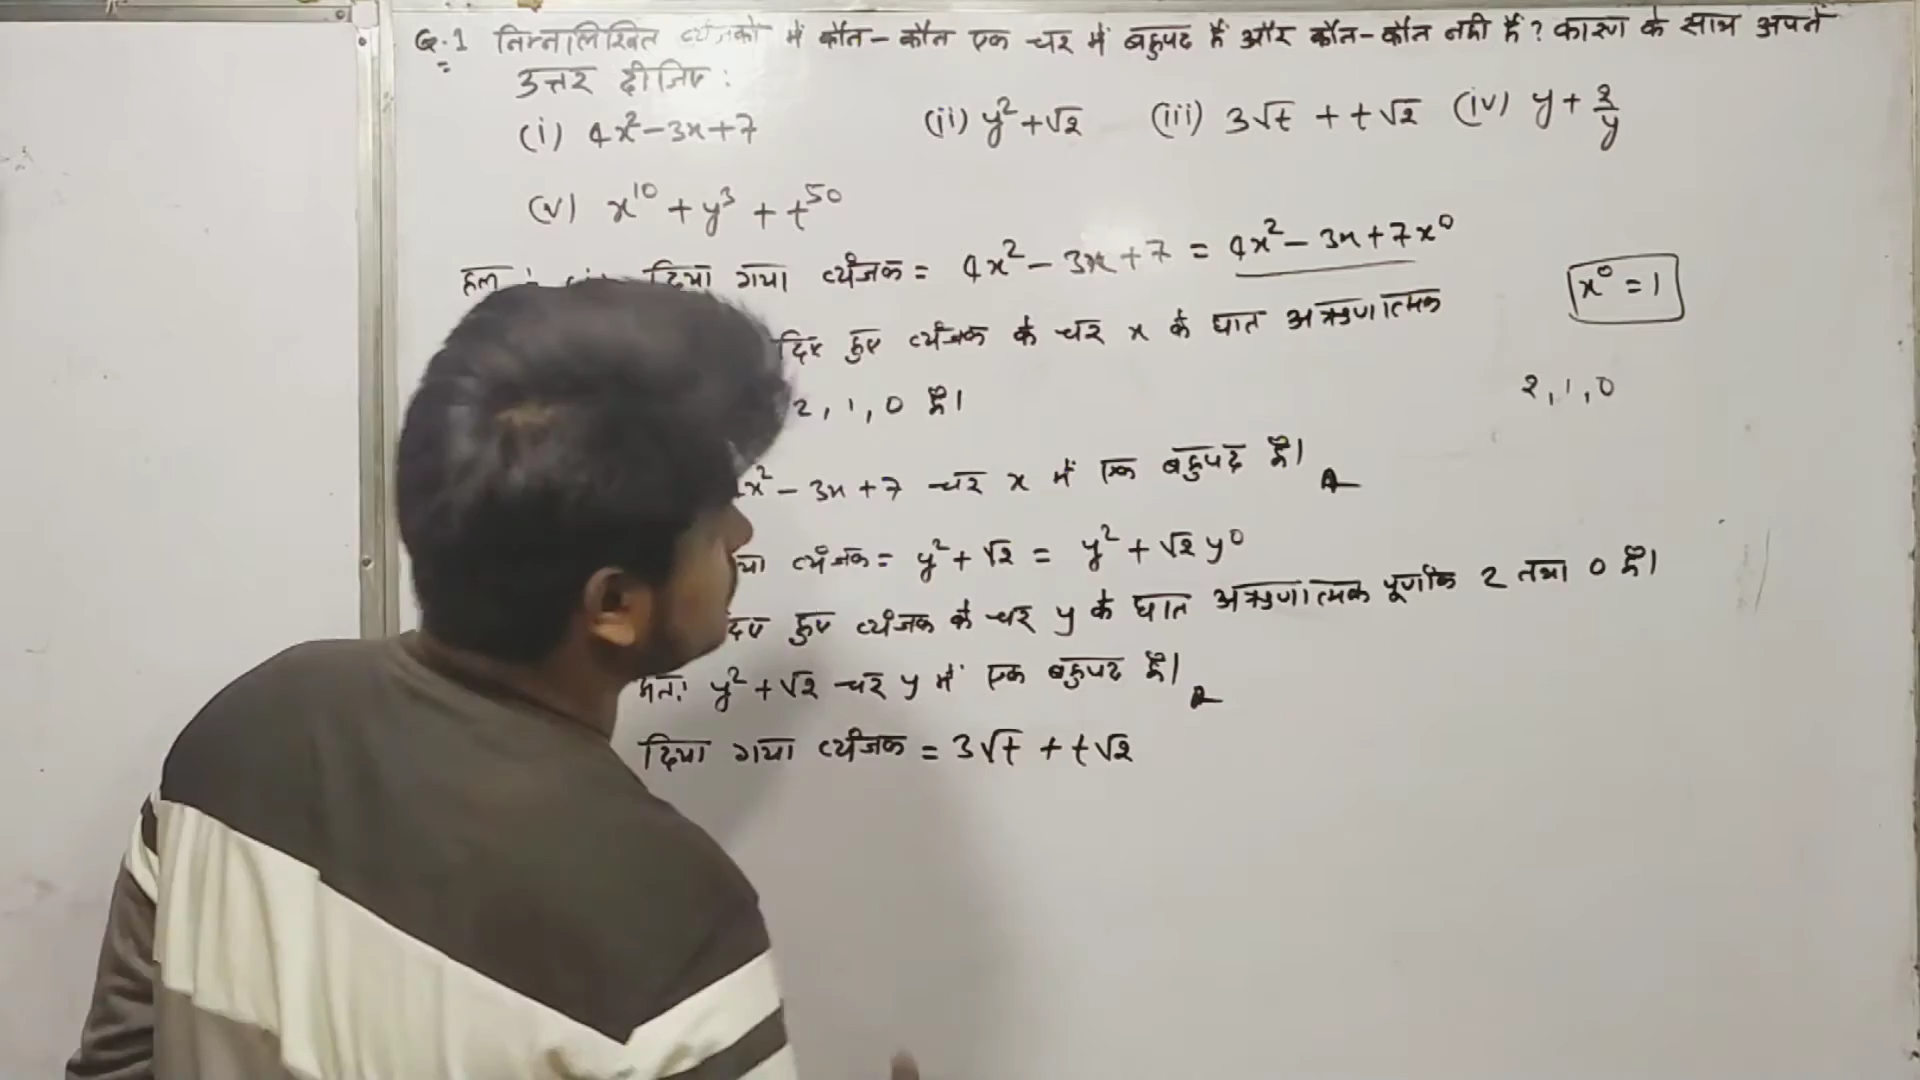 Q.1 निम्नलिखित व्यंजकों में कौन-कौन एक चर में बहुपद हैं और कौन-कौन नहीं हैं? कारण के साथ अपने
उत्तर दीजिए:
(i) 4x²-3x+7 (ii) y²+√2 (iii) 3√t + t√2 (iv) y + 2/y
(v) x¹⁰ + y³ + t⁵⁰
हल : दिया गया व्यंजक = 4x² - 3x + 7 = 4x² - 3x + 7x⁰
x⁰ = 1
दिए हुए व्यंजक के चर x के घात अऋणात्मक
2, 1, 0 है। 2, 1, 0
x² - 3x + 7 चर x में एक बहुपद है।
व्यंजक = y² + √2 = y² + √2 y⁰
हुए व्यंजक के चर y के घात अऋणात्मक पूर्णांक 2 तथा 0 है।
अतः y² + √2 चर y में एक बहुपद है।
दिया गया व्यंजक = 3√t + t√2